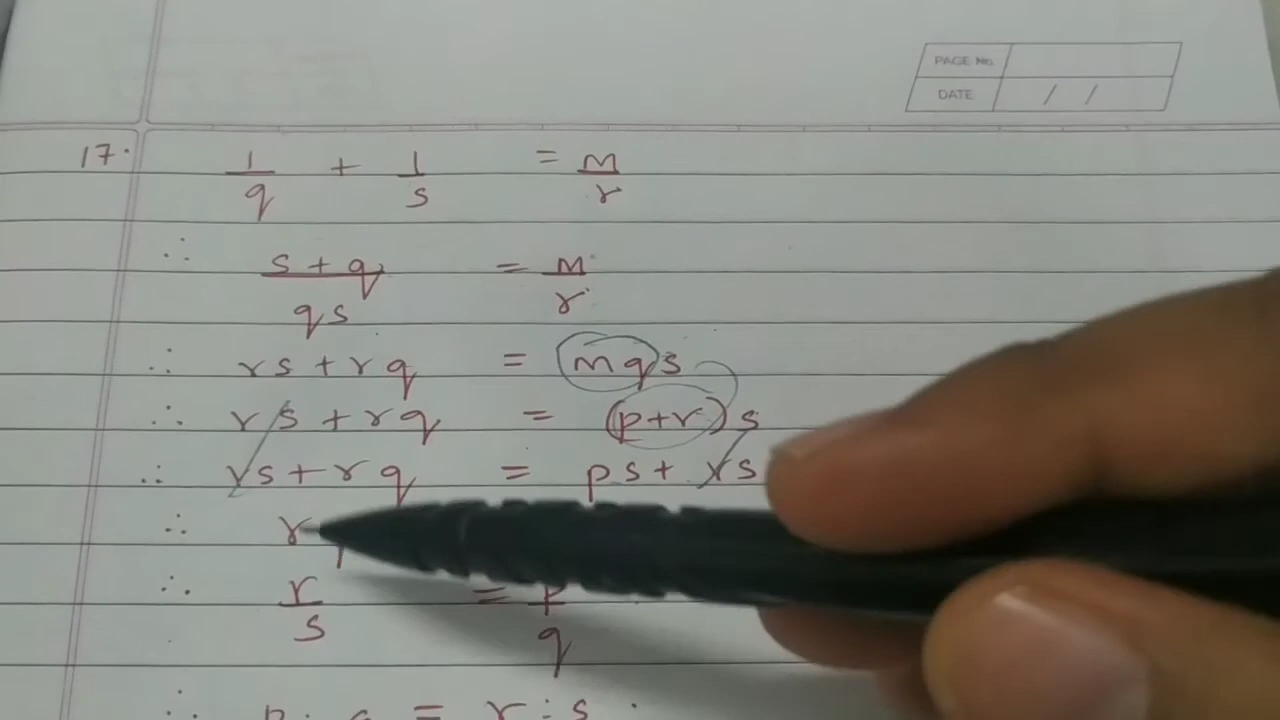 PAGE No.
DATE / /
17. 1/q + 1/s = m/r
∴ s + q / qs = m/r
∴ rs + rq = mqs
∴ rs + rq = (p+r)s
∴ rs + rq = ps + rs
∴ r
∴ r/s = p/q
∴ p : q = r : s .